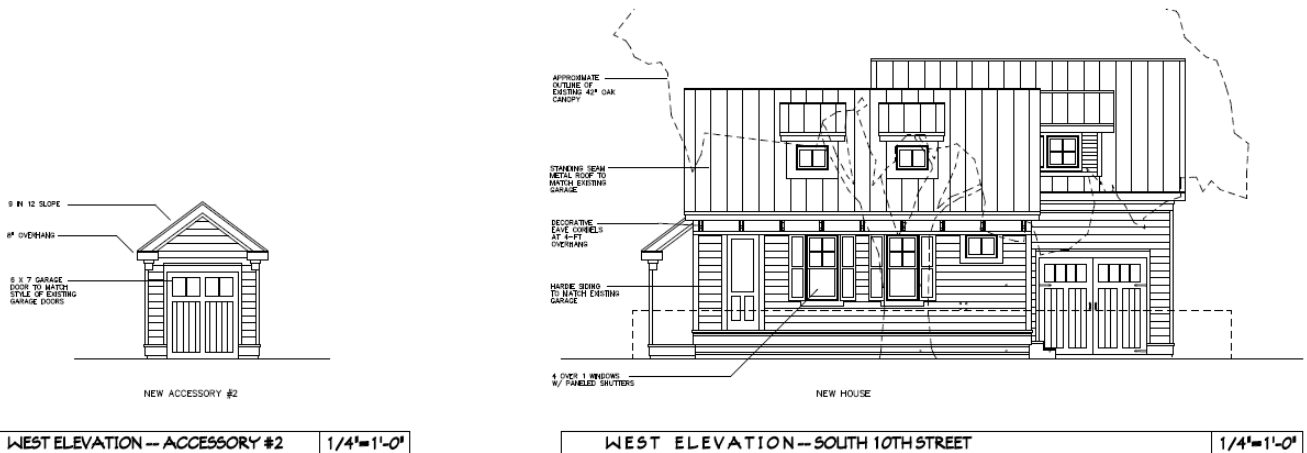 APPROXIMATE
OUTLINE OF
EXISTING 42" OAK
CANOPY
STANDING SEAM
METAL ROOF TO
MATCH EXISTING
GARAGE
9 IN 12 SLOPE
8" OVERHANG
DECORATIVE
EAVE CORBELS
AT 4-FT
OVERHANG
6 X 7 GARAGE
DOOR TO MATCH
STYLE OF EXISTING
GARAGE DOORS
HARDIE SIDING
TO MATCH EXISTING
GARAGE
4 OVER 1 WINDOWS
W/ PANELED SHUTTERS
NEW ACCESSORY #2
NEW HOUSE
WEST ELEVATION -- ACCESSORY #2
1/4"=1'-0"
WEST ELEVATION -- SOUTH 10TH STREET
1/4"=1'-0"